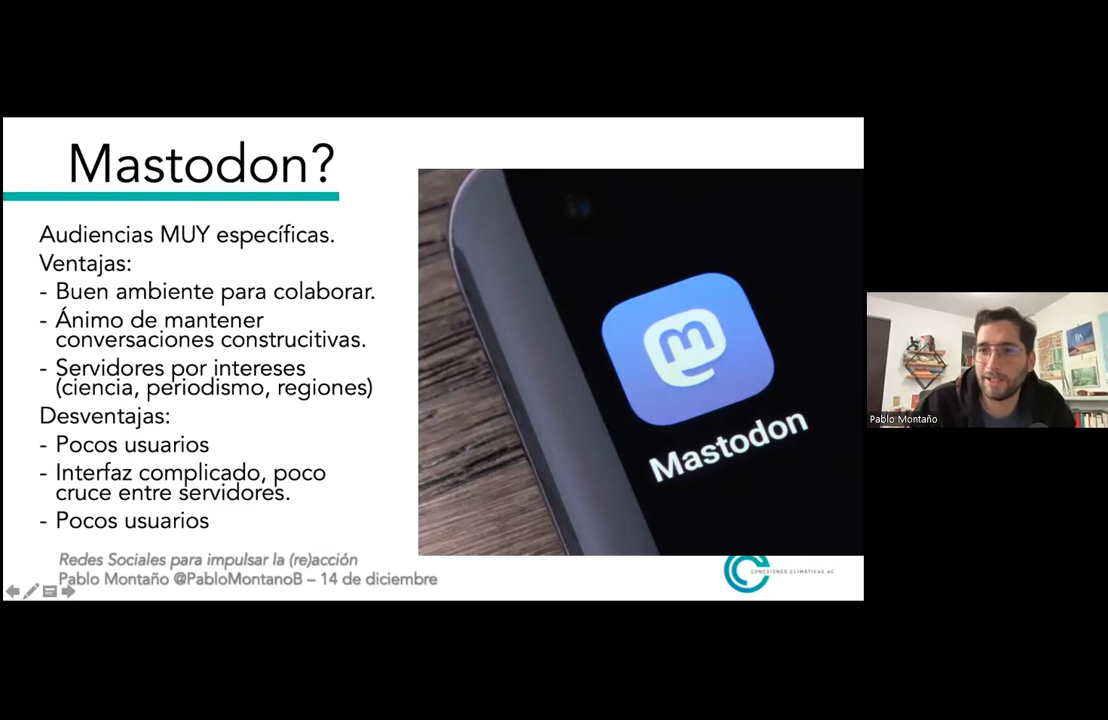 Mastodon?
Audiencias MUY específicas.
Ventajas:
- Buen ambiente para colaborar.
- Ánimo de mantener
conversaciones construcitivas.
- Servidores por intereses
(ciencia, periodismo, regiones)
Desventajas:
- Pocos usuarios
- Interfaz complicado, poco
cruce entre servidores.
- Pocos usuarios
Redes Sociales para impulsar la (re)acción
Pablo Montaño @PabloMontanoB – 14 de diciembre
m
Mastodon
CONEXIONES CLIMÁTICAS AC
Pablo Montaño